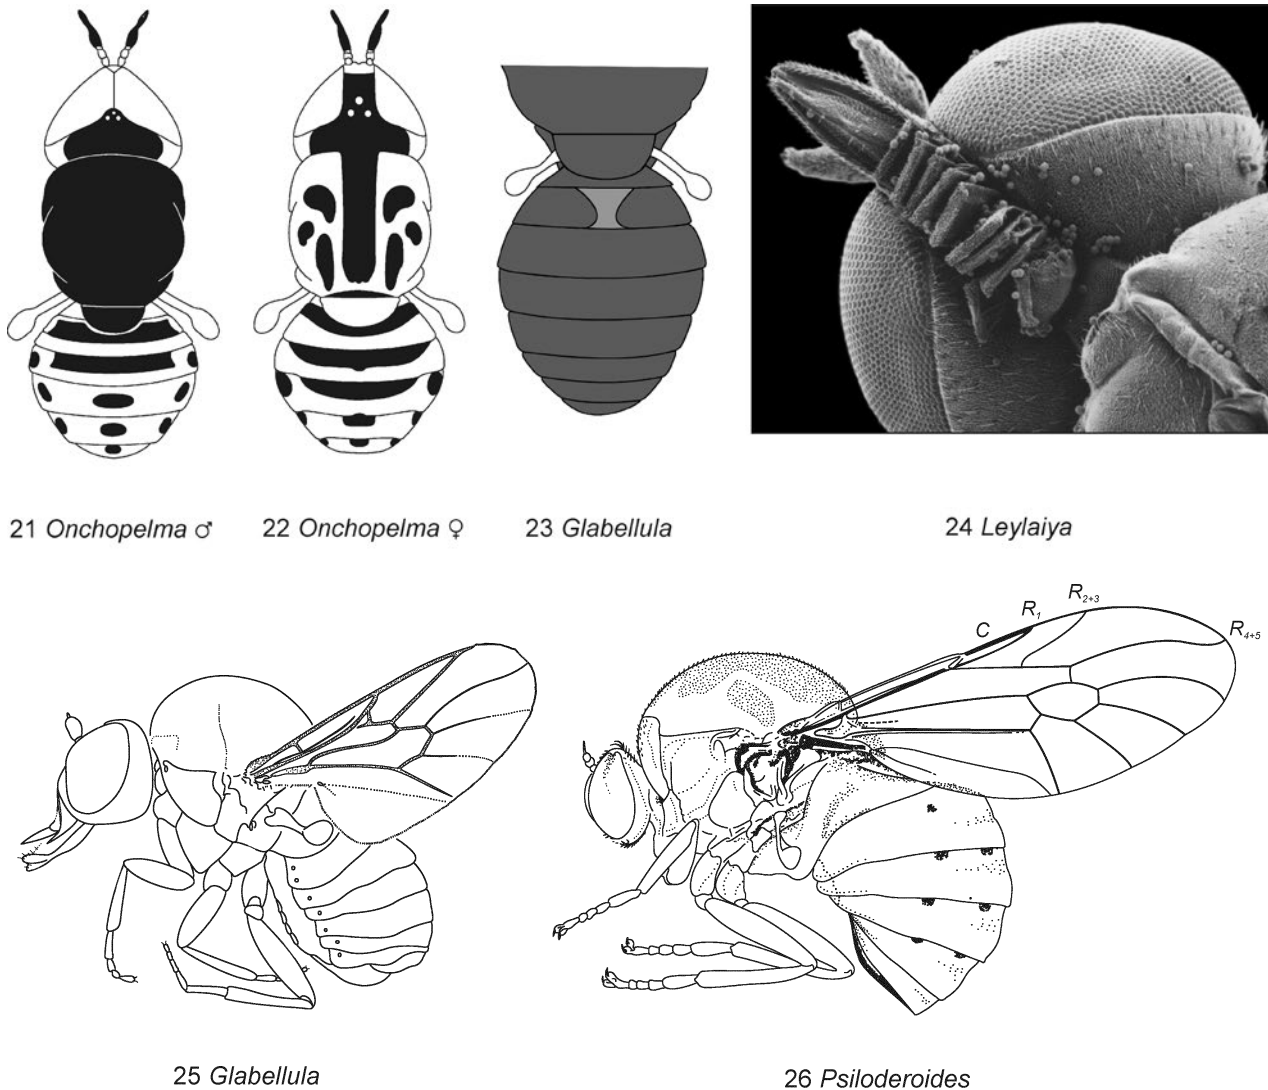 21 Onchopelma ♂
22 Onchopelma ♀
23 Glabellula
24 Leylaiya
C
R1
R2+3
R4+5
25 Glabellula
26 Psiloderoides